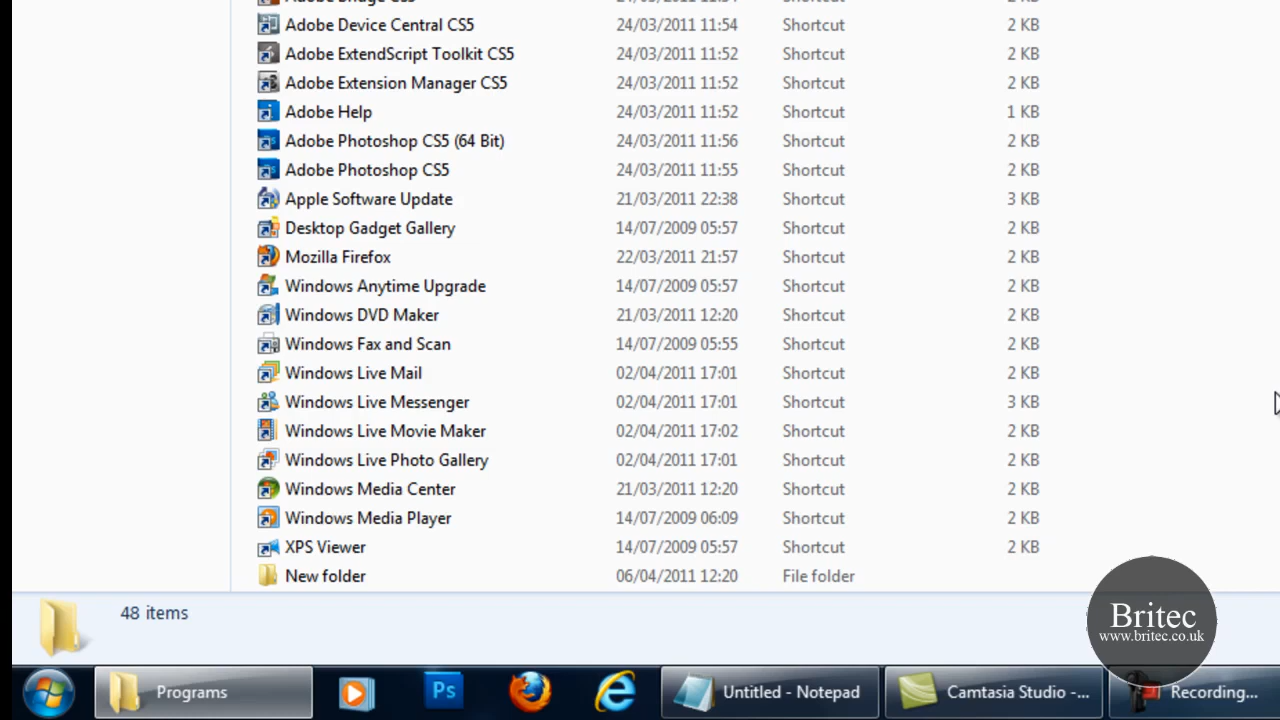 Adobe Device Central CS5 24/03/2011 11:54 Shortcut 2 KB
Adobe ExtendScript Toolkit CS5 24/03/2011 11:52 Shortcut 2 KB
Adobe Extension Manager CS5 24/03/2011 11:52 Shortcut 2 KB
Adobe Help 24/03/2011 11:52 Shortcut 1 KB
Adobe Photoshop CS5 (64 Bit) 24/03/2011 11:56 Shortcut 2 KB
Adobe Photoshop CS5 24/03/2011 11:55 Shortcut 2 KB
Apple Software Update 21/03/2011 22:38 Shortcut 3 KB
Desktop Gadget Gallery 14/07/2009 05:57 Shortcut 2 KB
Mozilla Firefox 22/03/2011 21:57 Shortcut 2 KB
Windows Anytime Upgrade 14/07/2009 05:57 Shortcut 2 KB
Windows DVD Maker 21/03/2011 12:20 Shortcut 2 KB
Windows Fax and Scan 14/07/2009 05:55 Shortcut 2 KB
Windows Live Mail 02/04/2011 17:01 Shortcut 2 KB
Windows Live Messenger 02/04/2011 17:01 Shortcut 3 KB
Windows Live Movie Maker 02/04/2011 17:02 Shortcut 2 KB
Windows Live Photo Gallery 02/04/2011 17:01 Shortcut 2 KB
Windows Media Center 21/03/2011 12:20 Shortcut 2 KB
Windows Media Player 14/07/2009 06:09 Shortcut 2 KB
XPS Viewer 14/07/2009 05:57 Shortcut 2 KB
New folder 06/04/2011 12:20 File folder
48 items
Britec
www.britec.co.uk
Programs Ps Untitled - Notepad Camtasia Studio -... Recording...